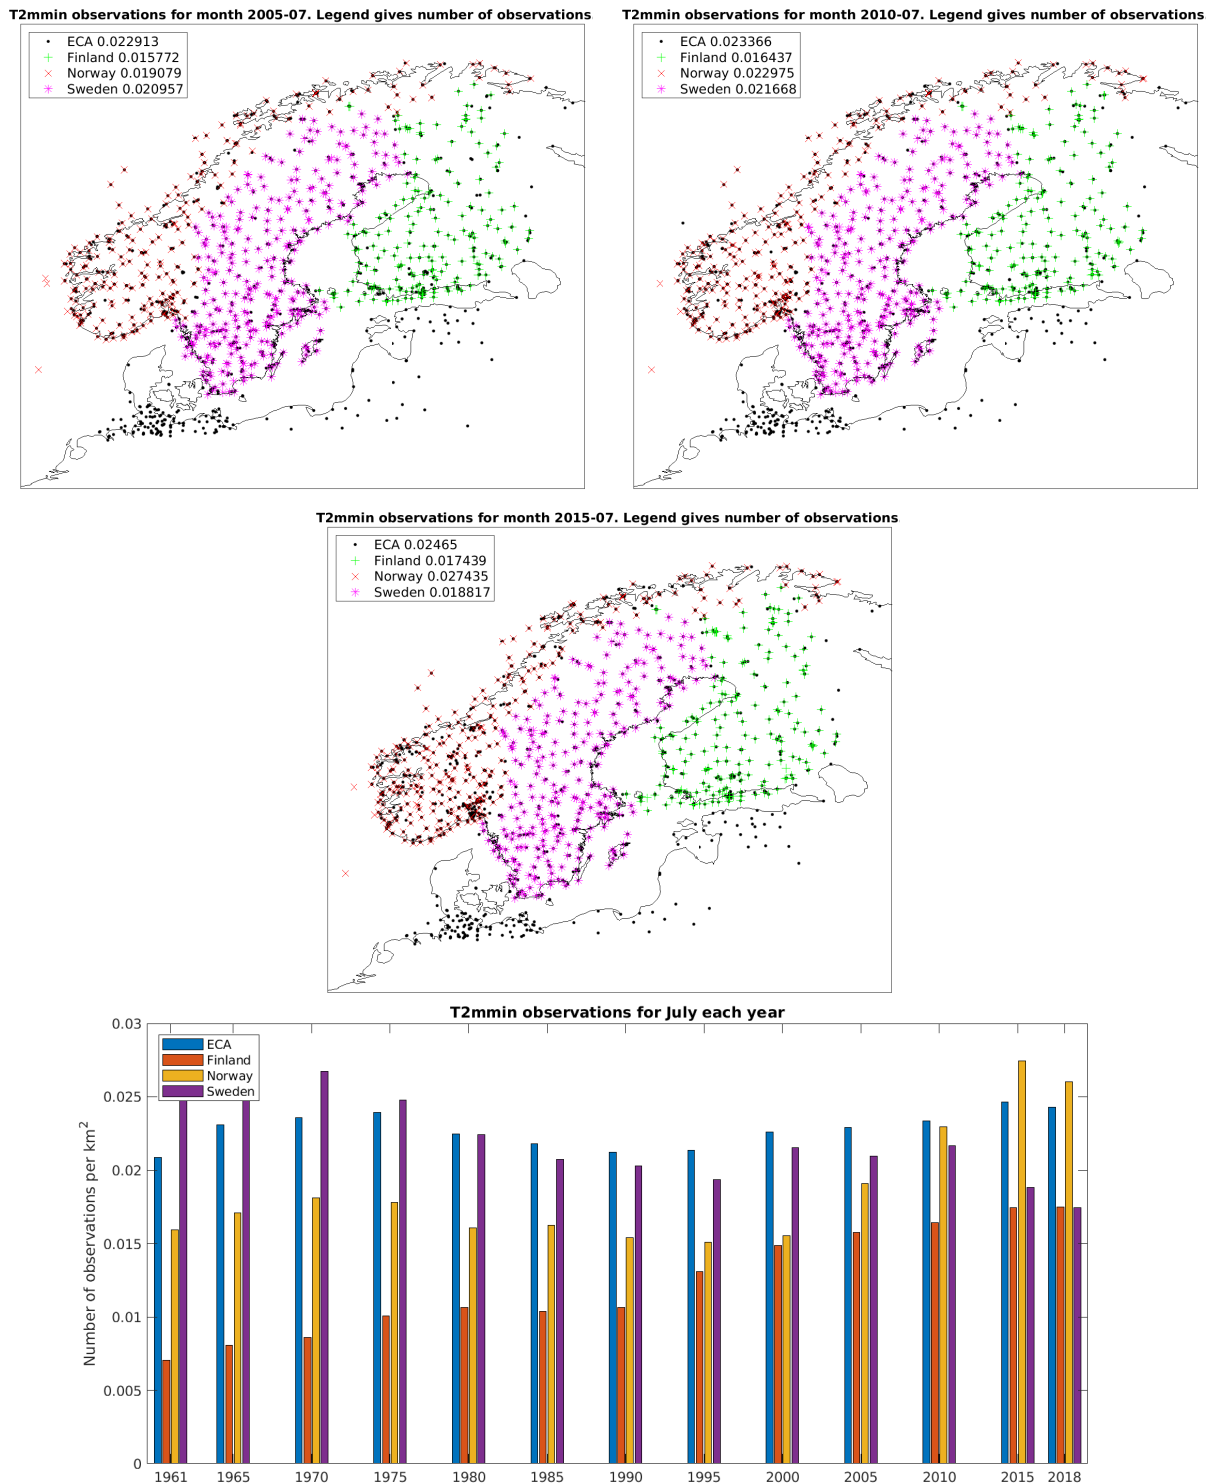 T2mmin observations for month 2005-07. Legend gives number of observations
ECA 0.022913
Finland 0.015772
Norway 0.019079
Sweden 0.020957
T2mmin observations for month 2010-07. Legend gives number of observations
ECA 0.023366
Finland 0.016437
Norway 0.022975
Sweden 0.021668
T2mmin observations for month 2015-07. Legend gives number of observations
ECA 0.02465
Finland 0.017439
Norway 0.027435
Sweden 0.018817
T2mmin observations for July each year
ECA
Finland
Norway
Sweden
Number of observations per km²
0.03
0.025
0.02
0.015
0.01
0.005
0
1961 1965 1970 1975 1980 1985 1990 1995 2000 2005 2010 2015 2018